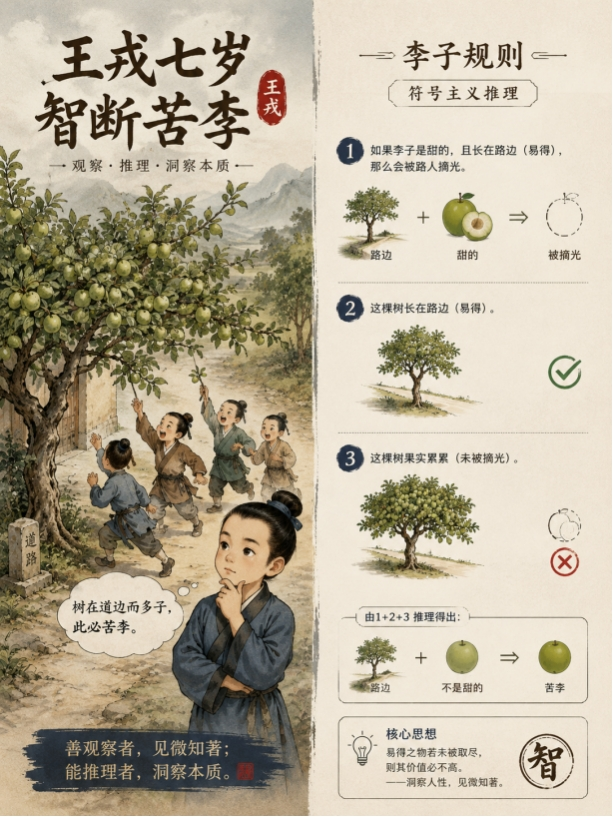 王戎七岁
智断苦李
王戎
观察·推理·洞察本质
道路
树在道边而多子，
此必苦李。
善观察者，见微知著；
能推理者，洞察本质。
李子规则
符号主义推理
1 如果李子是甜的，且长在路边（易得），
那么会被路人摘光。
路边 + 甜的 ⇒ 被摘光
2 这棵树长在路边（易得）。
3 这棵树果实累累（未被摘光）。
由1+2+3 推理得出：
路边 + 不是甜的 ⇒ 苦李
核心思想
易得之物若未被取尽，
则其价值必不高。
——洞察人性，见微知著。
智